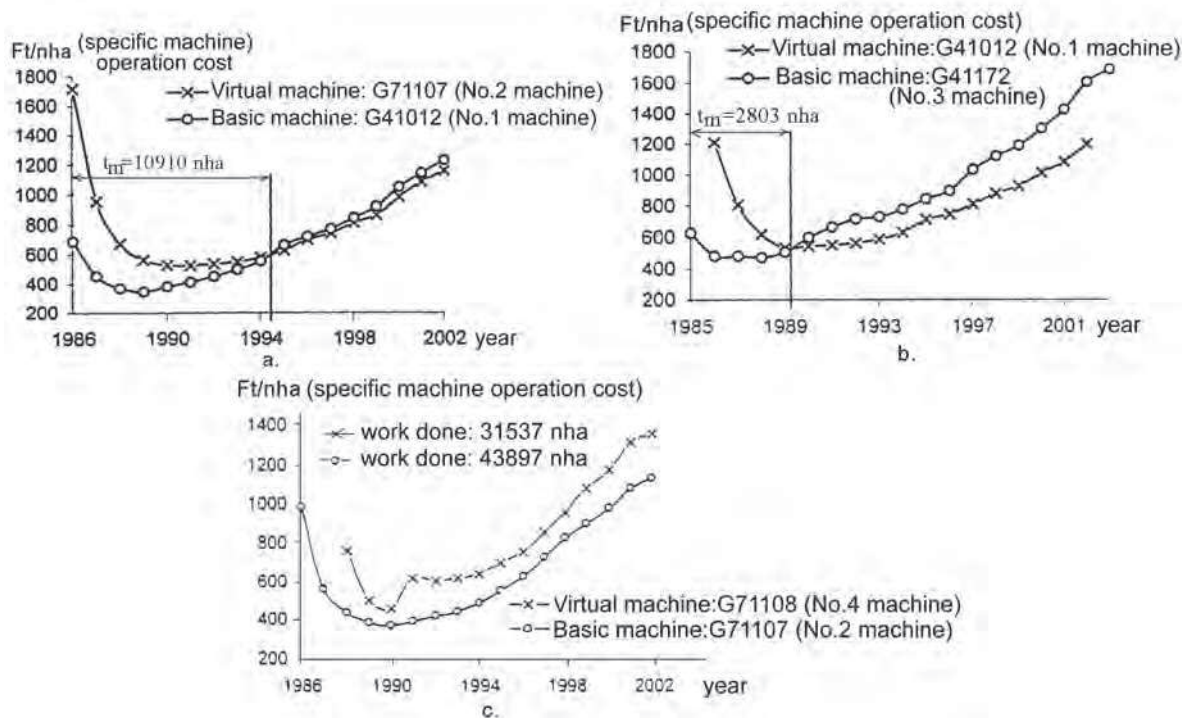 Ft/nha (specific machine)
operation cost
1800
1600
1400
1200
1000
800
600
400
200
Virtual machine: G71107 (No.2 machine)
Basic machine: G41012 (No.1 machine)
tm=10910 nha
1986 1990 1994 1998 2002 year
a.
Ft/nha (specific machine operation cost)
1800
1600
1400
1200
1000
800
600
400
200
Virtual machine:G41012 (No.1 machine)
Basic machine:G41172
(No.3 machine)
tm=2803 nha
1985 1989 1993 1997 2001 year
b.
Ft/nha (specific machine operation cost)
1400
1200
1000
800
600
400
200
work done: 31537 nha
work done: 43897 nha
Virtual machine:G71108 (No.4 machine)
Basic machine:G71107 (No.2 machine)
1986 1990 1994 1998 2002 year
c.